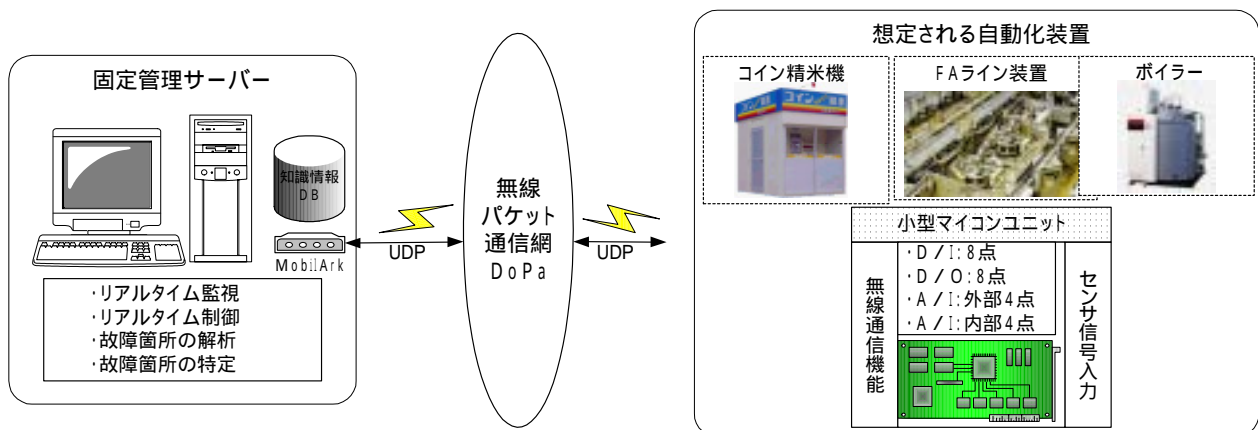 固定管理サーバー
知識情報
DB
MobilArk
・リアルタイム監視
・リアルタイム制御
・故障箇所の解析
・故障箇所の特定
UDP
無線
パケット
通信網
DoPa
UDP
想定される自動化装置
コイン精米機
FAライン装置
ボイラー
小型マイコンユニット
無線通信機能
・D/I:8点
・D/O:8点
・A/I:外部4点
・A/I:内部4点
センサ信号入力